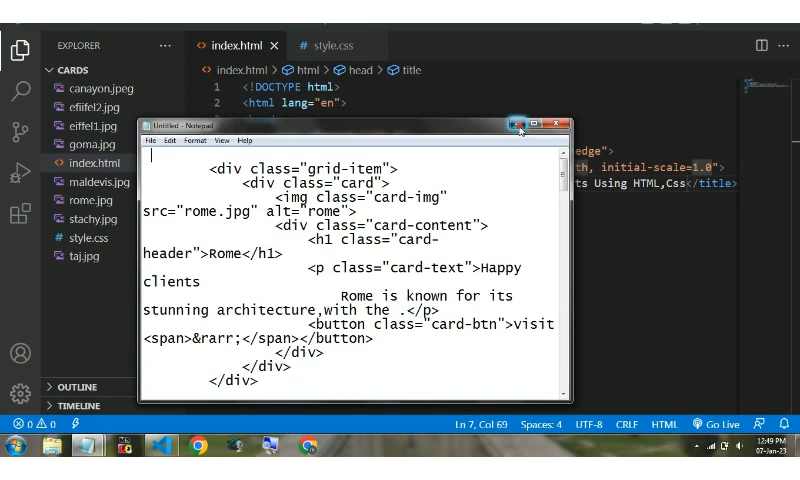 EXPLORER
index.html
# style.css
CARDS
index.html > html > head > title
canayon.jpeg
efiifel2.jpg
eiffel1.jpg
goma.jpg
index.html
maldevis.jpg
rome.jpg
stachy.jpg
# style.css
taj.jpg
OUTLINE
TIMELINE
1 <!DOCTYPE html>
2 <html lang="en">
edge">
th, initial-scale=1.0">
ts Using HTML,Css</title>
Untitled - Notepad
File Edit Format View Help
<div class="grid-item">
<div class="card">
<img class="card-img"
src="rome.jpg" alt="rome">
<div class="card-content">
<h1 class="card-
header">Rome</h1>
<p class="card-text">Happy
clients
Rome is known for its
stunning architecture,with the .</p>
<button class="card-btn">visit
<span>&rarr;</span></button>
</div>
</div>
</div>
0 0
Ln 7, Col 69 Spaces: 4 UTF-8 CRLF HTML Go Live
12:49 PM
07-Jan-23